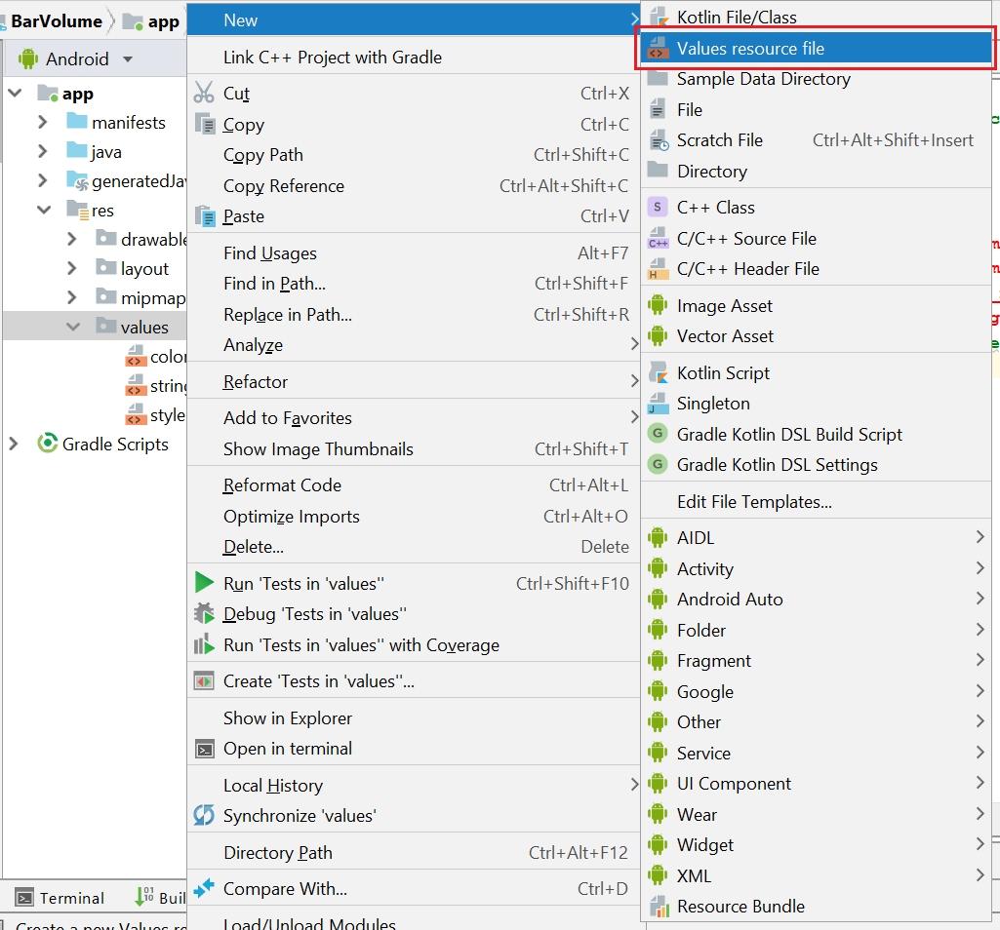 BarVolume
app
Android
app
manifests
java
generatedJav
res
drawable
layout
mipmap
values
color
string
style
Gradle Scripts
Terminal
Buil
Create a new Values re
New
Link C++ Project with Gradle
Cut Ctrl+X
Copy Ctrl+C
Copy Path Ctrl+Shift+C
Copy Reference Ctrl+Alt+Shift+C
Paste Ctrl+V
Find Usages Alt+F7
Find in Path... Ctrl+Shift+F
Replace in Path... Ctrl+Shift+R
Analyze
Refactor
Add to Favorites
Show Image Thumbnails Ctrl+Shift+T
Reformat Code Ctrl+Alt+L
Optimize Imports Ctrl+Alt+O
Delete... Delete
Run 'Tests in 'values'' Ctrl+Shift+F10
Debug 'Tests in 'values''
Run 'Tests in 'values'' with Coverage
Create 'Tests in 'values''...
Show in Explorer
Open in terminal
Local History
Synchronize 'values'
Directory Path Ctrl+Alt+F12
Compare With... Ctrl+D
Load/Unload Modules
Kotlin File/Class
Values resource file
Sample Data Directory
File
Scratch File Ctrl+Alt+Shift+Insert
Directory
S C++ Class
C++ C/C++ Source File
H C/C++ Header File
Image Asset
Vector Asset
Kotlin Script
J Singleton
G Gradle Kotlin DSL Build Script
G Gradle Kotlin DSL Settings
Edit File Templates...
AIDL
Activity
Android Auto
Folder
Fragment
Google
Other
Service
UI Component
Wear
Widget
XML
Resource Bundle